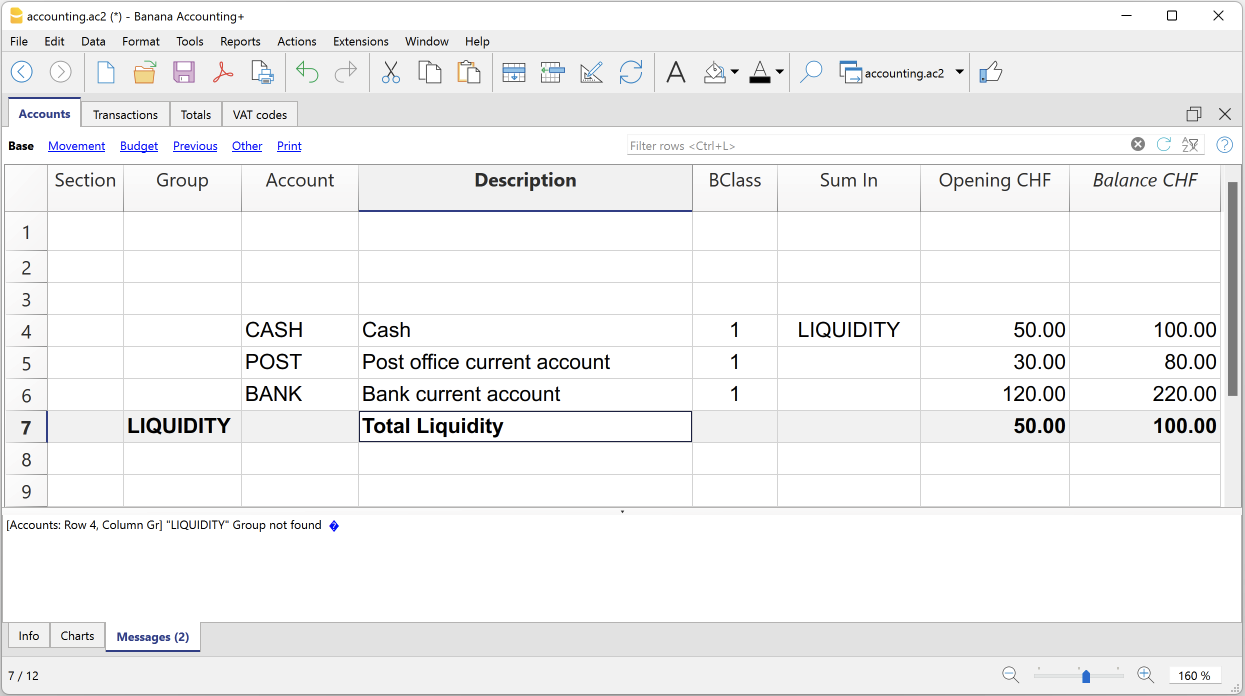 accounting.ac2 (*) - Banana Accounting+
File Edit Data Format Tools Reports Actions Extensions Window Help
accounting.ac2
Accounts Transactions Totals VAT codes
Base Movement Budget Previous Other Print Filter rows <Ctrl+L>
Section Group Account Description BClass Sum In Opening CHF Balance CHF
1
2
3
4 CASH Cash 1 LIQUIDITY 50.00 100.00
5 POST Post office current account 1 30.00 80.00
6 BANK Bank current account 1 120.00 220.00
7 LIQUIDITY Total Liquidity 50.00 100.00
8
9
[Accounts: Row 4, Column Gr] "LIQUIDITY" Group not found
Info Charts Messages (2)
7 / 12 160 %